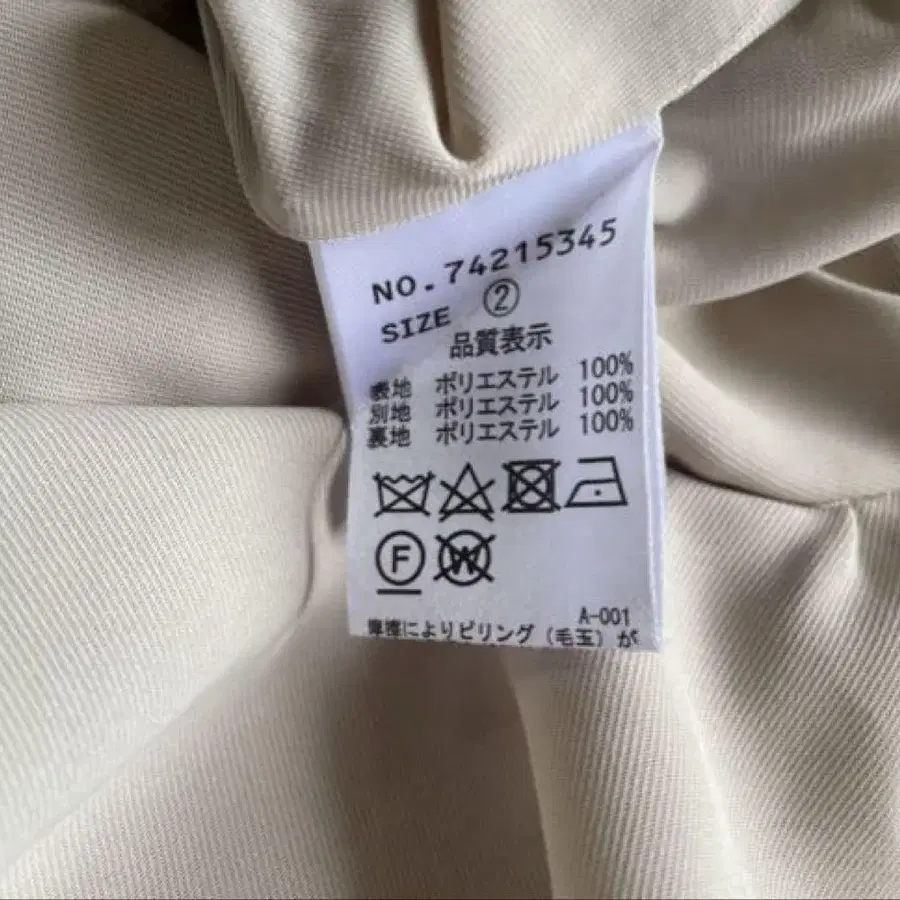 NO.74215345
SIZE ②
品質表示
表地 ポリエステル 100%
別地 ポリエステル 100%
裏地 ポリエステル 100%
F W
A-001
摩擦によりピリング（毛玉）が